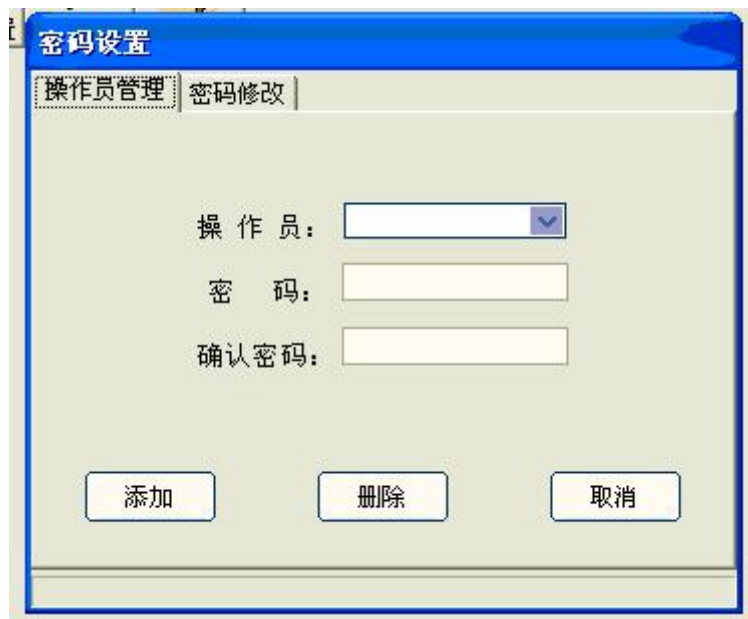 密码设置
操作员管理 密码修改
操 作 员：
密 码：
确认密码：
添加 删除 取消